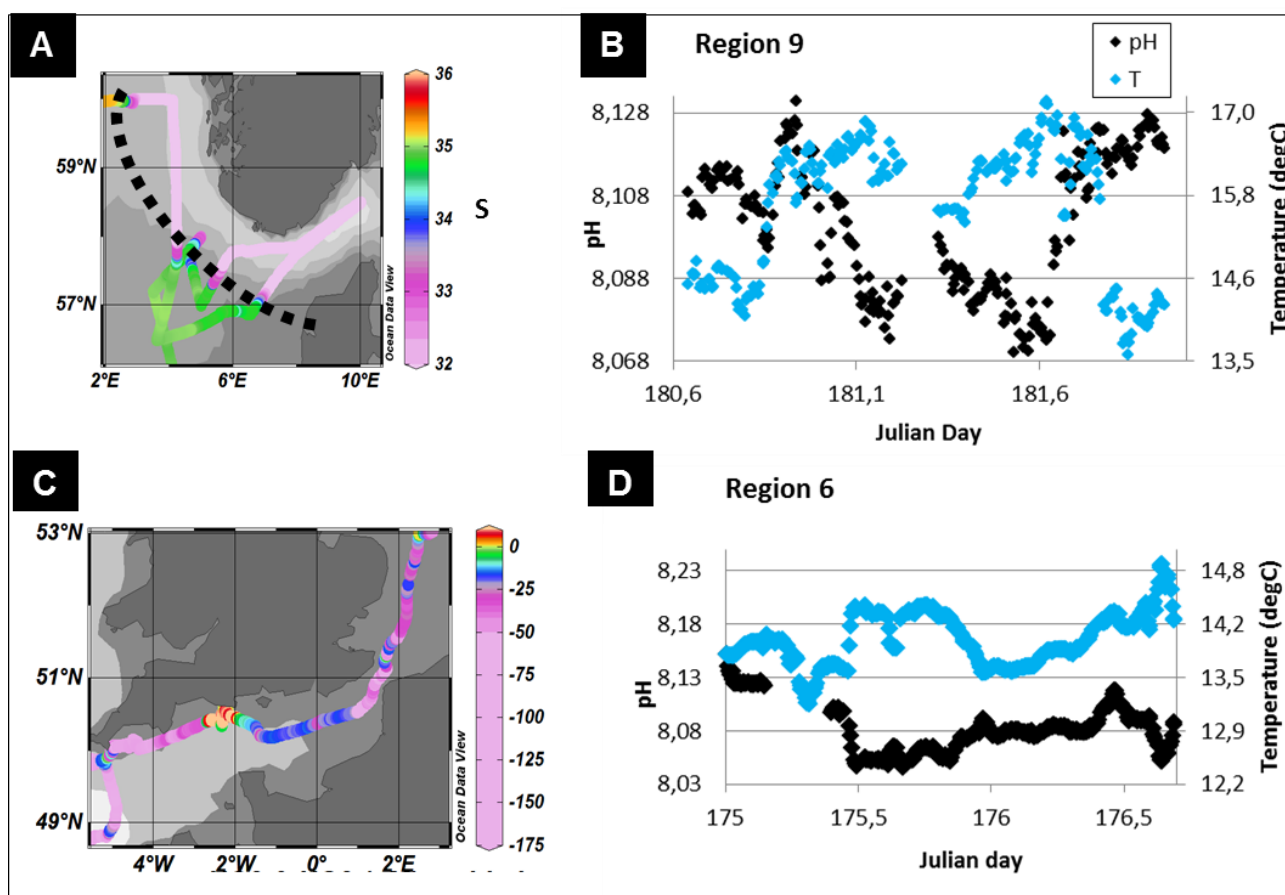 A
59°N
57°N
2°E 6°E 10°E
36
35
34
33
32
S
Ocean Data View
B
Region 9
pH
T
8,128
8,108
8,088
8,068
pH
17,0
15,8
14,6
13,5
Temperature (degC)
180,6 181,1 181,6
Julian Day
C
53°N
51°N
49°N
4°W 2°W 0° 2°E
0
-25
-50
-75
-100
-125
-150
-175
Ocean Data View
D
Region 6
8,23
8,18
8,13
8,08
8,03
pH
14,8
14,2
13,5
12,9
12,2
Temperature (degC)
175 175,5 176 176,5
Julian day